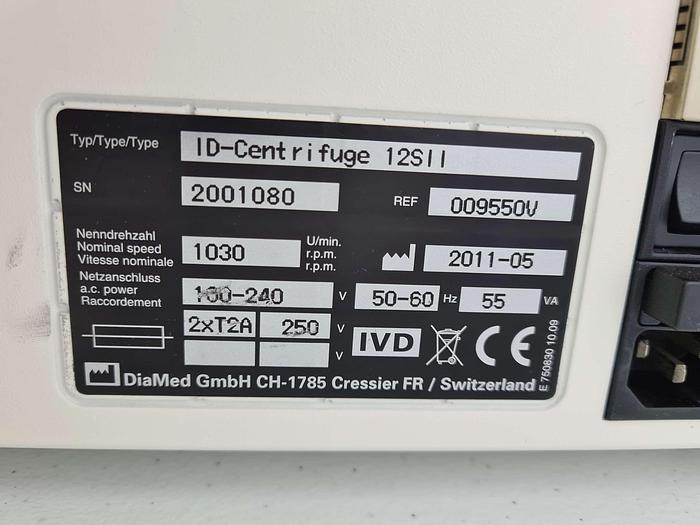 Typ/Type/Type ID-Centrifuge 12SII
SN 2001080 REF 009550V
Nenndrehzahl U/min.
Nominal speed 1030 r.p.m. 2011-05
Vitesse nominale r.p.m.
Netzanschluss
a.c. power 100-240 V 50-60 Hz 55 VA
Raccordement
2xT2A 250 V
V
IVD CE
DiaMed GmbH CH-1785 Cressier FR / Switzerland
E 750830 10.09